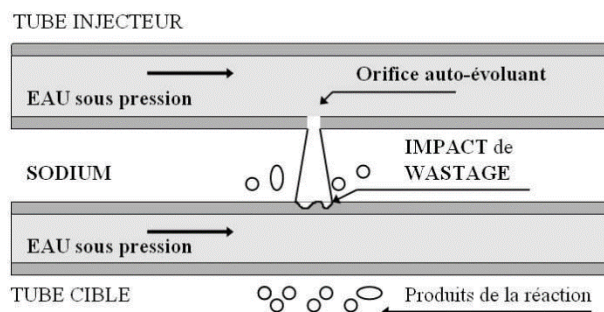 TUBE INJECTEUR
Orifice auto-évoluant
EAU sous pression
IMPACT de
SODIUM
WASTAGE
EAU sous pression
TUBE CIBLE
Produits de la réaction